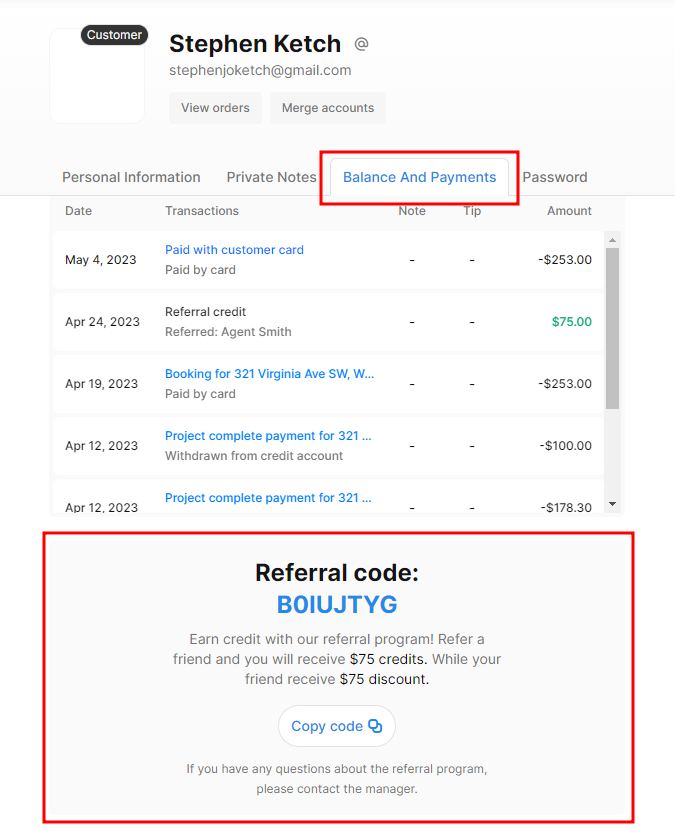 Customer
Stephen Ketch @
stephenjoketch@gmail.com
View orders Merge accounts
Personal Information Private Notes Balance And Payments Password
Date Transactions Note Tip Amount
May 4, 2023 Paid with customer card - - -$253.00
Paid by card
Apr 24, 2023 Referral credit - - $75.00
Referred: Agent Smith
Apr 19, 2023 Booking for 321 Virginia Ave SW, W... - - -$253.00
Paid by card
Apr 12, 2023 Project complete payment for 321 ... - - -$100.00
Withdrawn from credit account
Apr 12, 2023 Project complete payment for 321 ... - - -$178.30
Referral code:
B0IUJTYG
Earn credit with our referral program! Refer a
friend and you will receive $75 credits. While your
friend receive $75 discount.
Copy code
If you have any questions about the referral program,
please contact the manager.